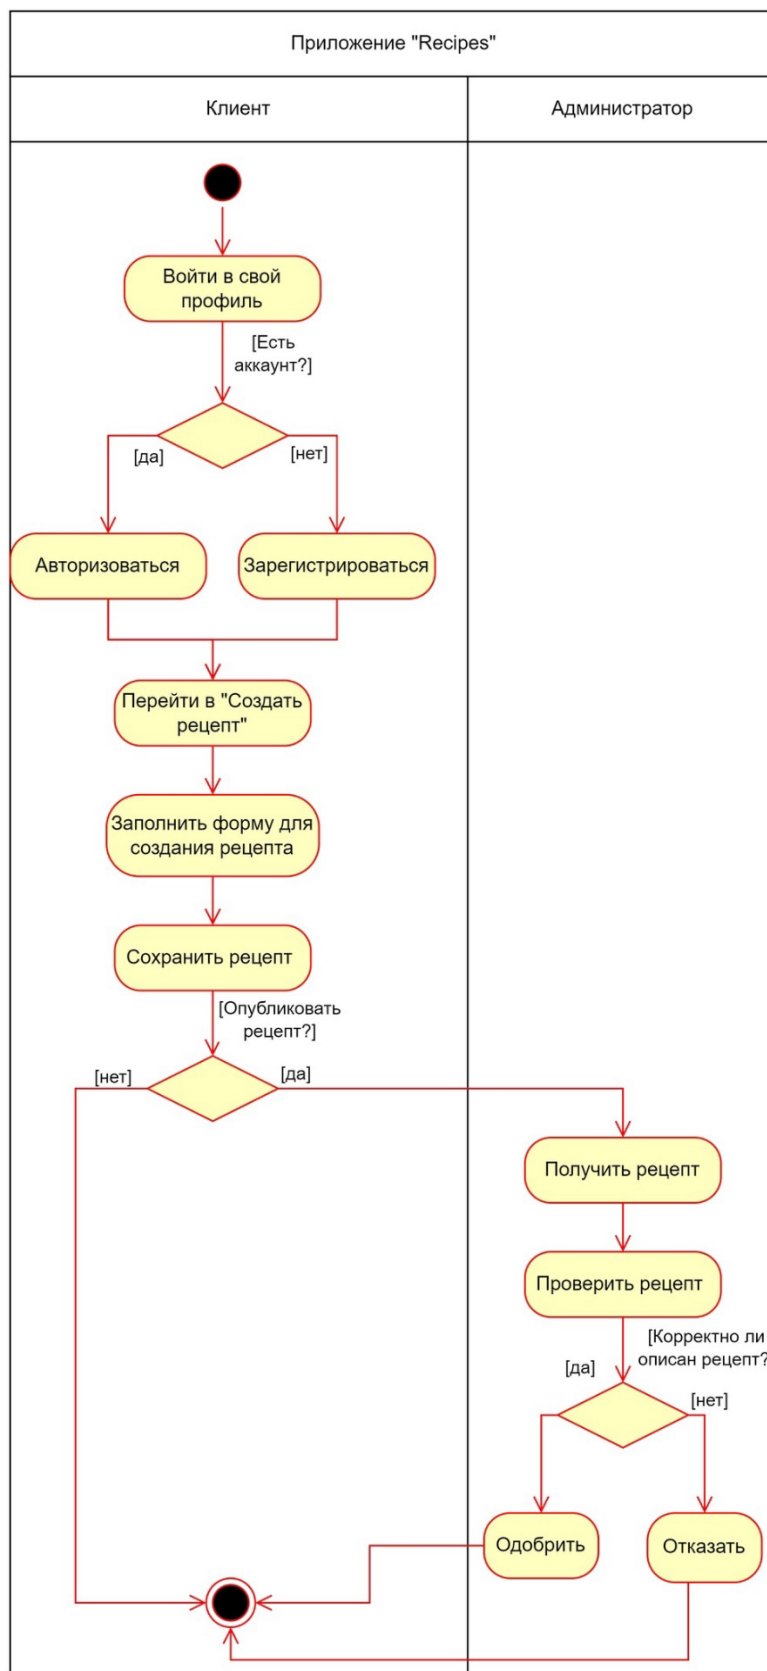 Приложение "Recipes"
Клиент
Администратор
Войти в свой
профиль
[Есть
аккаунт?]
[да]
[нет]
Авторизоваться
Зарегистрироваться
Перейти в "Создать
рецепт"
Заполнить форму для
создания рецепта
Сохранить рецепт
[Опубликовать
рецепт?]
[нет]
[да]
Получить рецепт
Проверить рецепт
[Корректно ли
описан рецепт?
[да]
[нет]
Одобрить
Отказать